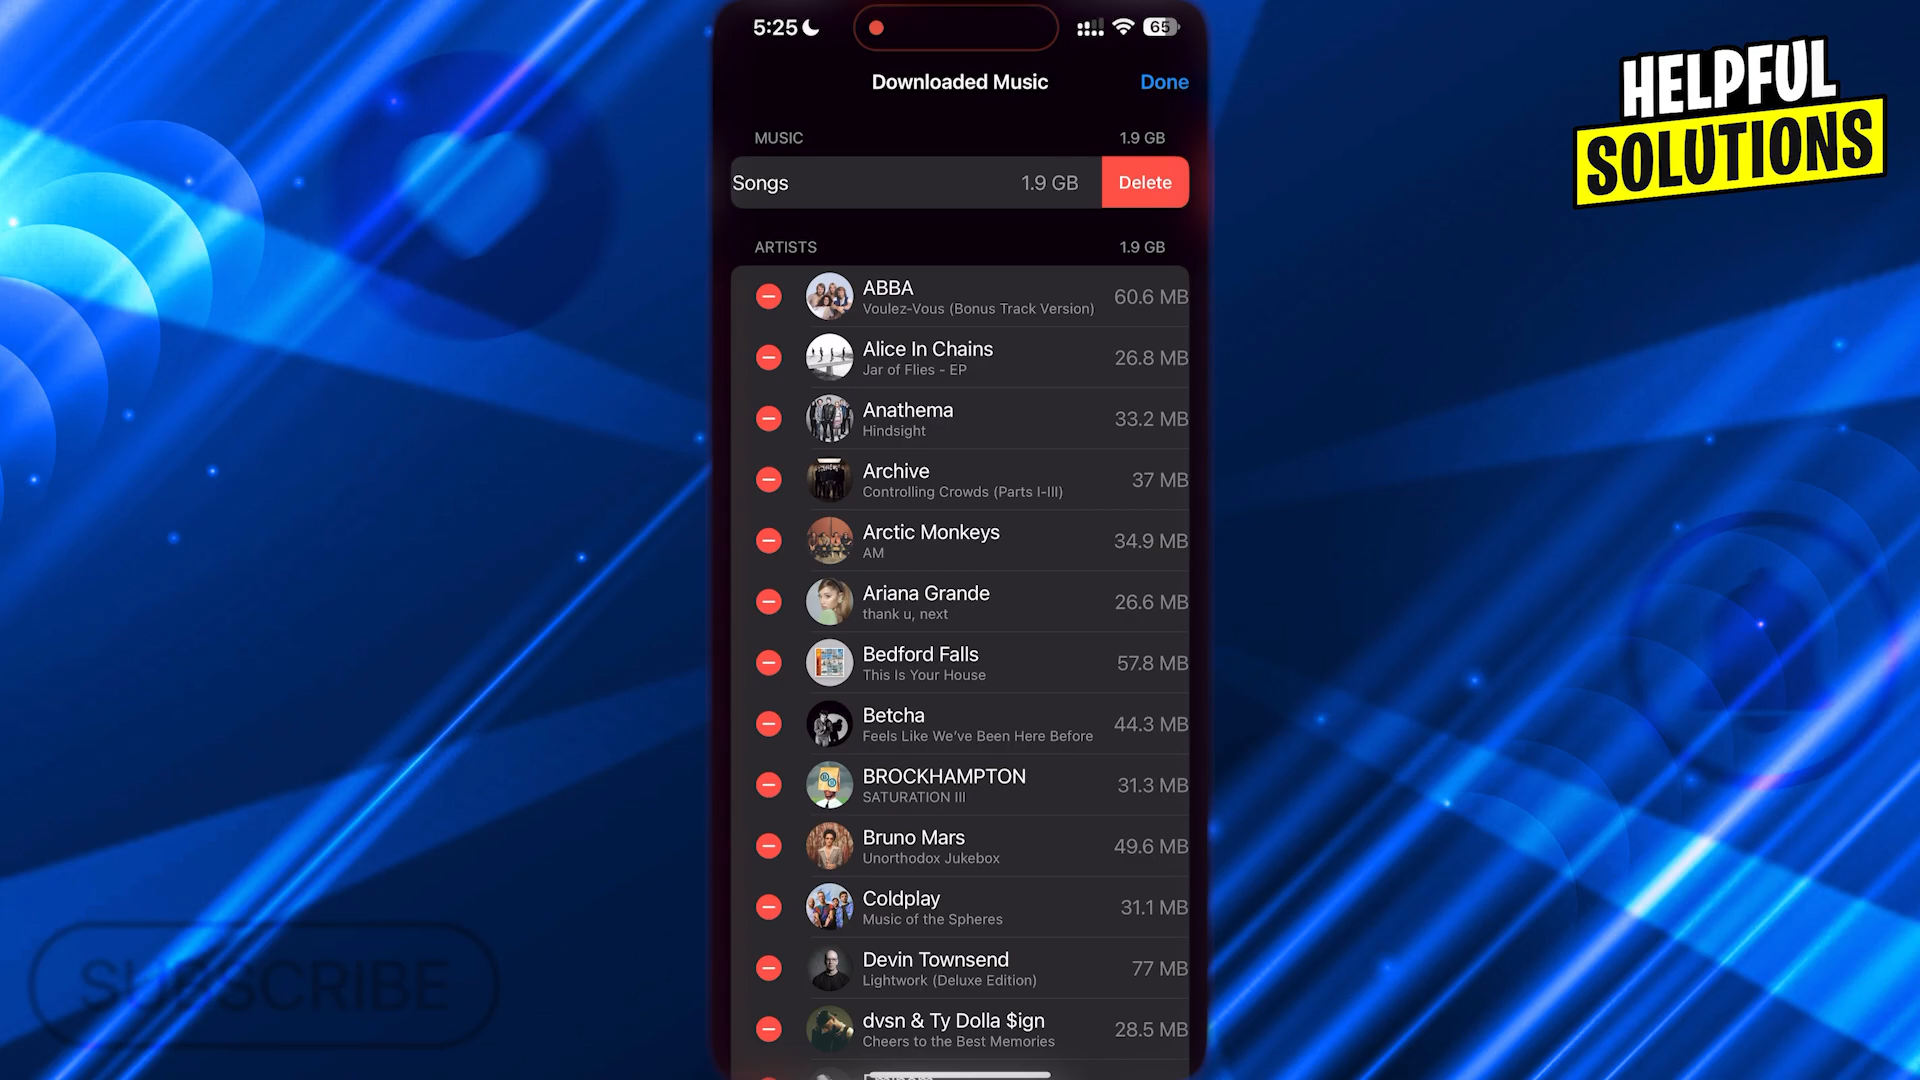 5:25
65
HELPFUL
SOLUTIONS
Downloaded Music
Done
MUSIC 1.9 GB
Songs 1.9 GB Delete
ARTISTS 1.9 GB
ABBA
Voulez-Vous (Bonus Track Version)
60.6 MB
Alice In Chains
Jar of Flies - EP
26.8 MB
Anathema
Hindsight
33.2 MB
Archive
Controlling Crowds (Parts I-III)
37 MB
Arctic Monkeys
AM
34.9 MB
Ariana Grande
thank u, next
26.6 MB
Bedford Falls
This Is Your House
57.8 MB
Betcha
Feels Like We've Been Here Before
44.3 MB
BROCKHAMPTON
SATURATION III
31.3 MB
Bruno Mars
Unorthodox Jukebox
49.6 MB
Coldplay
Music of the Spheres
31.1 MB
Devin Townsend
Lightwork (Deluxe Edition)
77 MB
dvsn & Ty Dolla $ign
Cheers to the Best Memories
28.5 MB
SUBSCRIBE